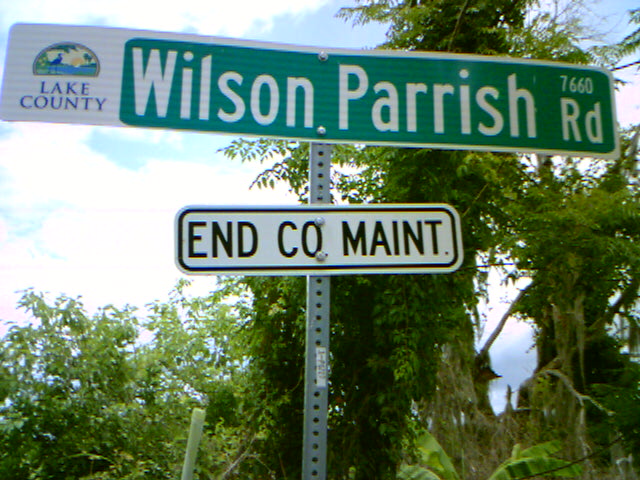 LAKE
COUNTY
Wilson Parrish Rd
7660
END CO MAINT.